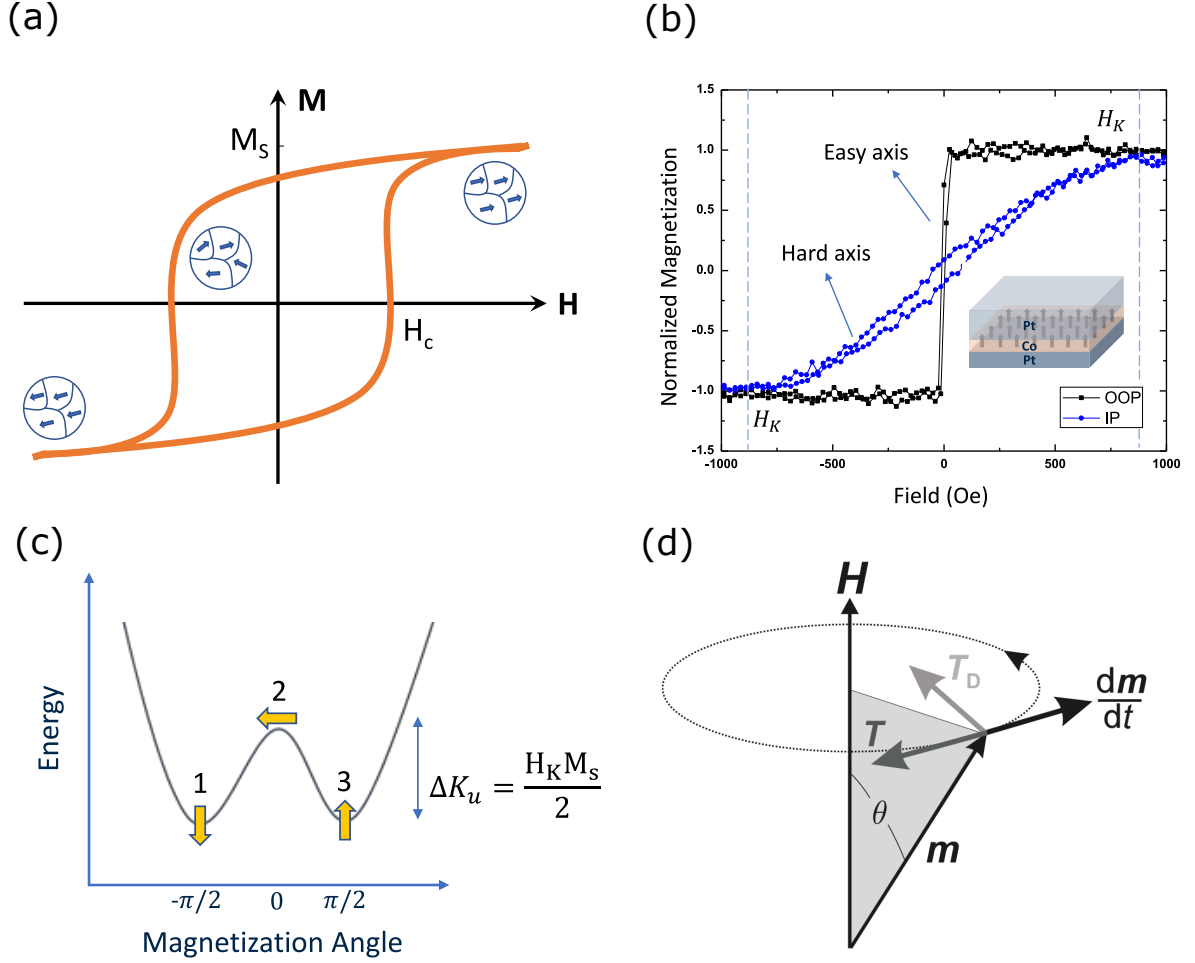 (a)
M
M_S
H
H_c
(b)
1.5
1.0
0.5
0.0
-0.5
-1.0
-1.5
-1000
-500
0
500
1000
Normalized Magnetization
Field (Oe)
Easy axis
Hard axis
H_K
H_K
Pt
Co
Pt
OOP
IP
(c)
Energy
1
2
3
ΔK_u = H_K M_s / 2
-π/2
0
π/2
Magnetization Angle
(d)
H
T_D
T
dm/dt
θ
m